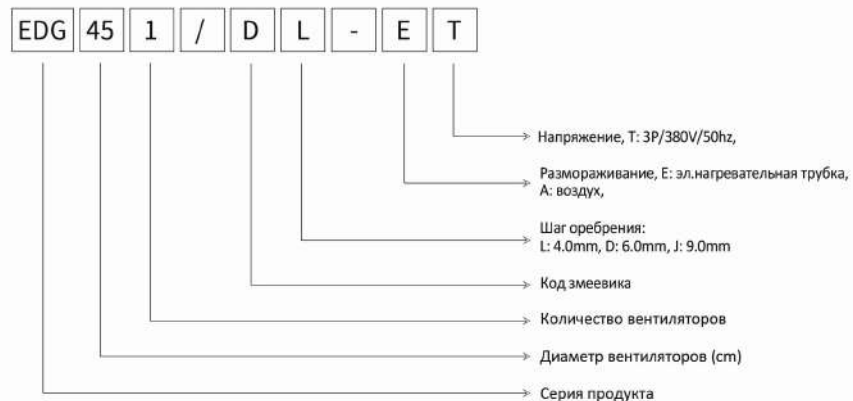 EDG 45 1 / D L - E T
Напряжение, T: 3P/380V/50hz,
Размораживание, E: эл.нагревательная трубка,
A: воздух,
Шаг оребрения:
L: 4.0mm, D: 6.0mm, J: 9.0mm
Код змеевика
Количество вентиляторов
Диаметр вентиляторов (cm)
Серия продукта